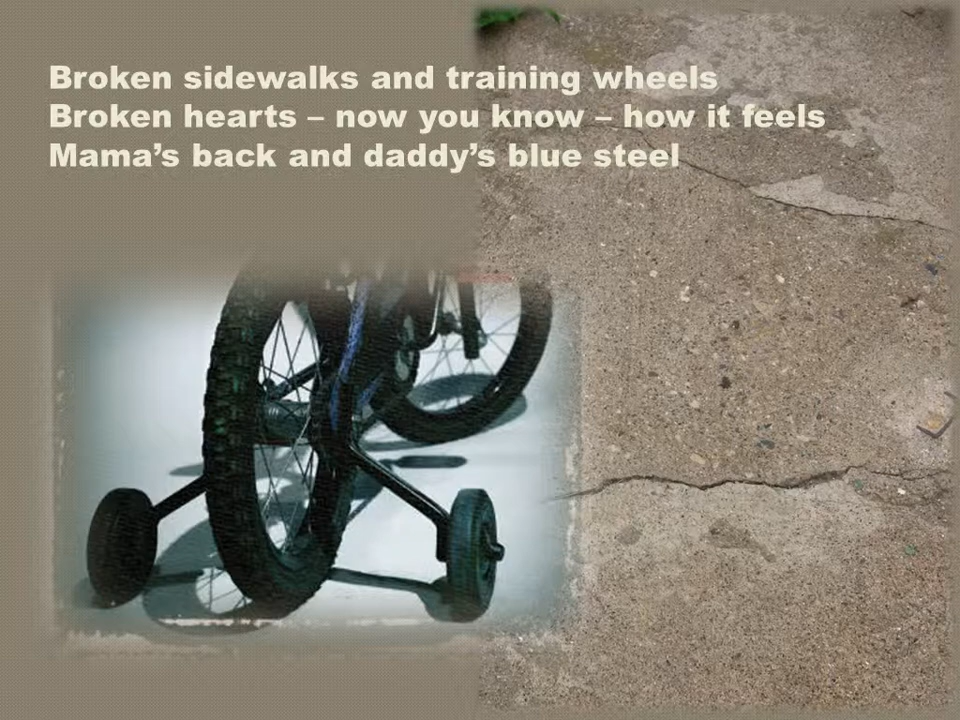 Broken sidewalks and training wheels
Broken hearts – now you know – how it feels
Mama’s back and daddy’s blue steel